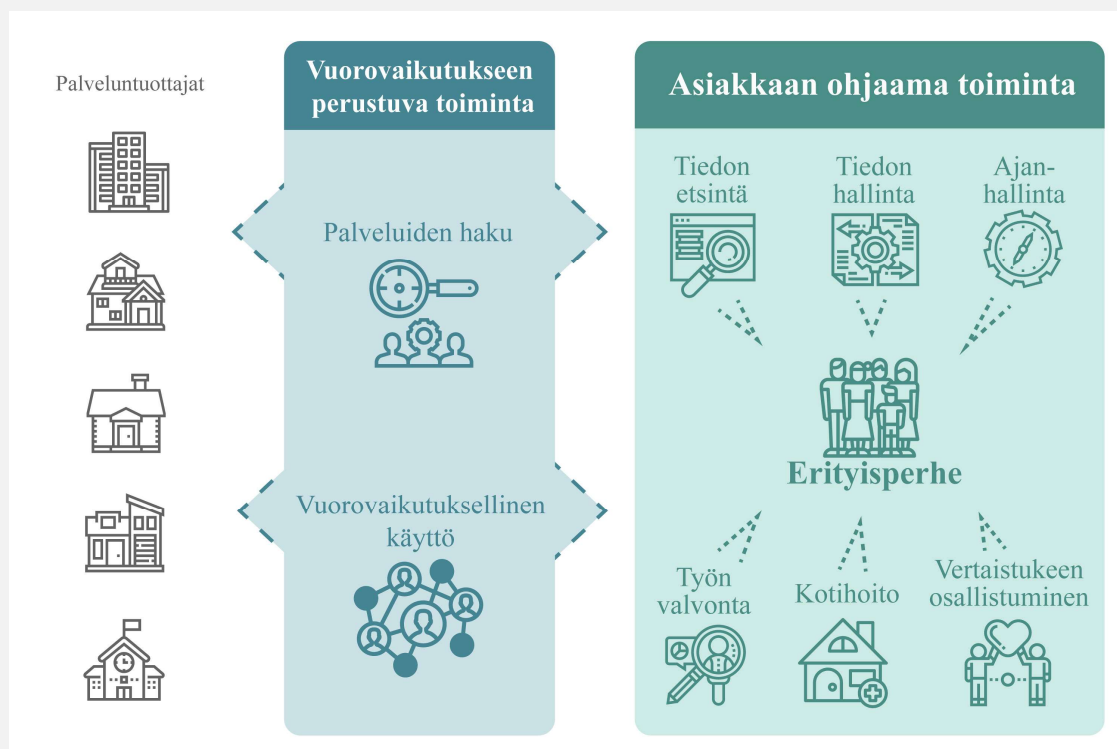 Palveluntuottajat
Vuorovaikutukseen
perustuva toiminta
Palveluiden haku
Vuorovaikutuksellinen
käyttö
Asiakkaan ohjaama toiminta
Tiedon
etsintä
Tiedon
hallinta
Ajan-
hallinta
Erityisperhe
Työn
valvonta
Kotihoito
Vertaistukeen
osallistuminen